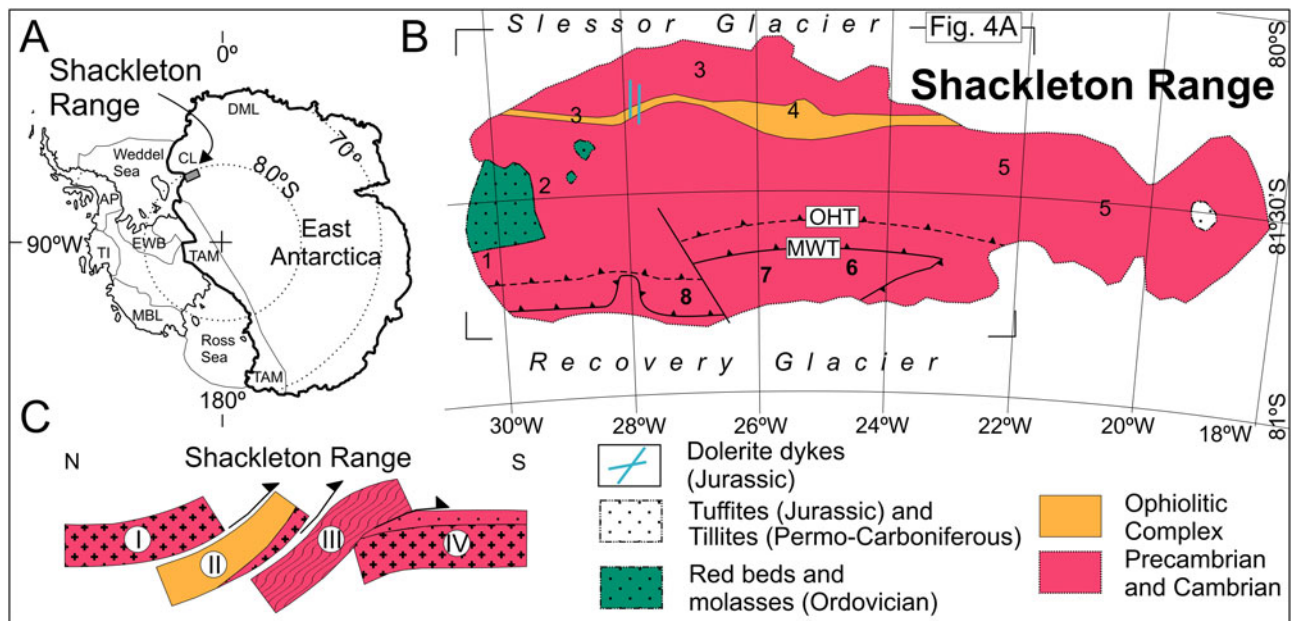 A
0º
Shackleton
Range
DML
70º
Weddel
Sea
CL
80ºS
AP
90ºW
TI
EWB
TAM
East
Antarctica
MBL
Ross
Sea
TAM
180º
B
Slessor Glacier
Fig. 4A
80ºS
Shackleton Range
3
3
4
5
2
5
OHT
80º30'S
MWT
1
7
6
8
Recovery Glacier
81ºS
30ºW
28ºW
26ºW
24ºW
22ºW
20ºW
18ºW
C
N
Shackleton Range
S
I
II
III
IV
Dolerite dykes
(Jurassic)
Tuffites (Jurassic) and
Tillites (Permo-Carboniferous)
Red beds and
molasses (Ordovician)
Ophiolitic
Complex
Precambrian
and Cambrian